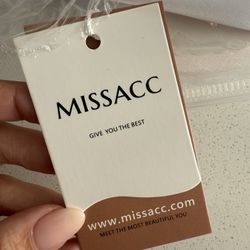 MISSACC
GIVE YOU THE BEST
www.missacc.com
MEET THE MOST BEAUTIFUL YOU